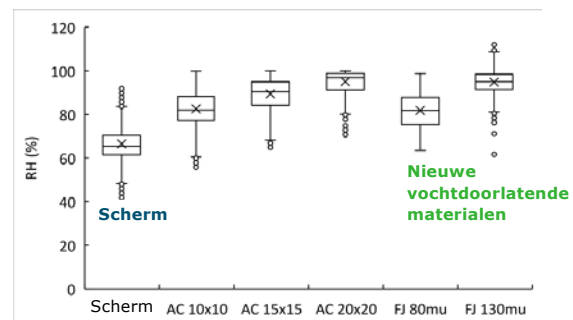 120
100
80
60
40
20
0
RH (%)
Scherm
Nieuwe
vochtdoorlatende
materialen
Scherm AC 10x10 AC 15x15 AC 20x20 FJ 80mu FJ 130mu